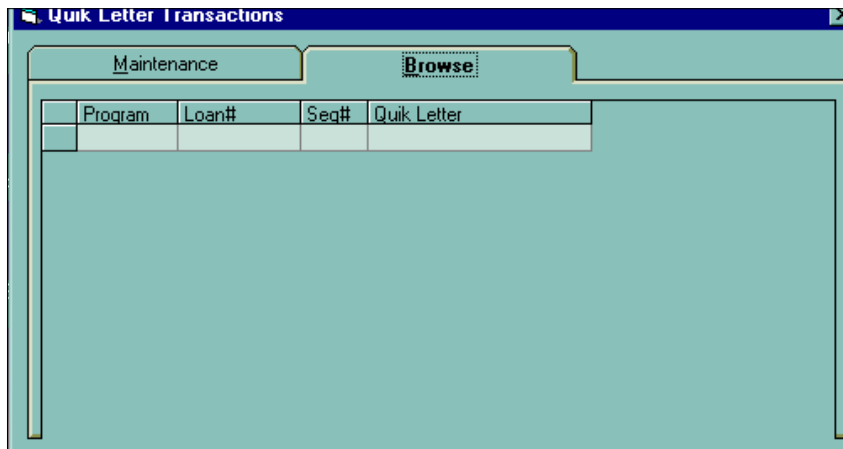 Quik Letter Transactions
Maintenance Browse
Program Loan# Seq# Quik Letter